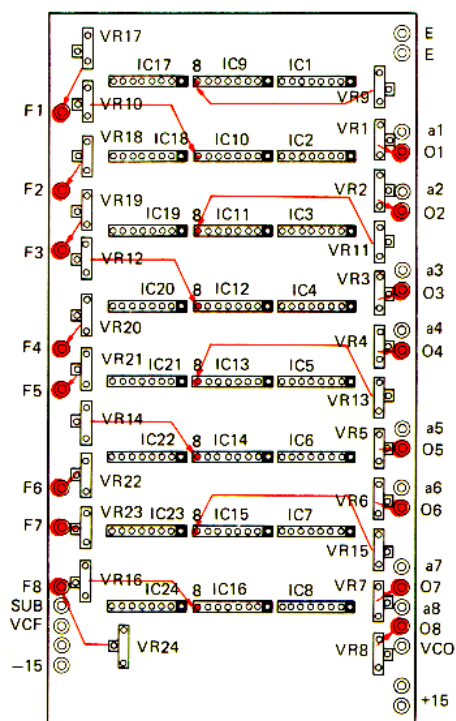 E
VR17
IC17 8 IC9 IC1
E
VR9
F1
VR10
VR1
a1
VR18
IC18 IC10 IC2
O1
F2
VR2
a2
VR19
O2
IC19 8 IC11 IC3
F3
VR11
VR12
a3
VR3
IC20 8 IC12 IC4
O3
VR20
a4
F4
VR4
O4
VR21
IC21 8 IC13 IC5
F5
VR13
VR14
a5
VR5
IC22 8 IC14 IC6
O5
VR22
a6
F6
VR6
O6
VR23 IC23 8 IC15 IC7
F7
VR15
a7
F8
VR16
VR7
O7
SUB
IC24 8 IC16 IC8
a8
VCF
O8
VR24
VR8
VCO
−15
+15